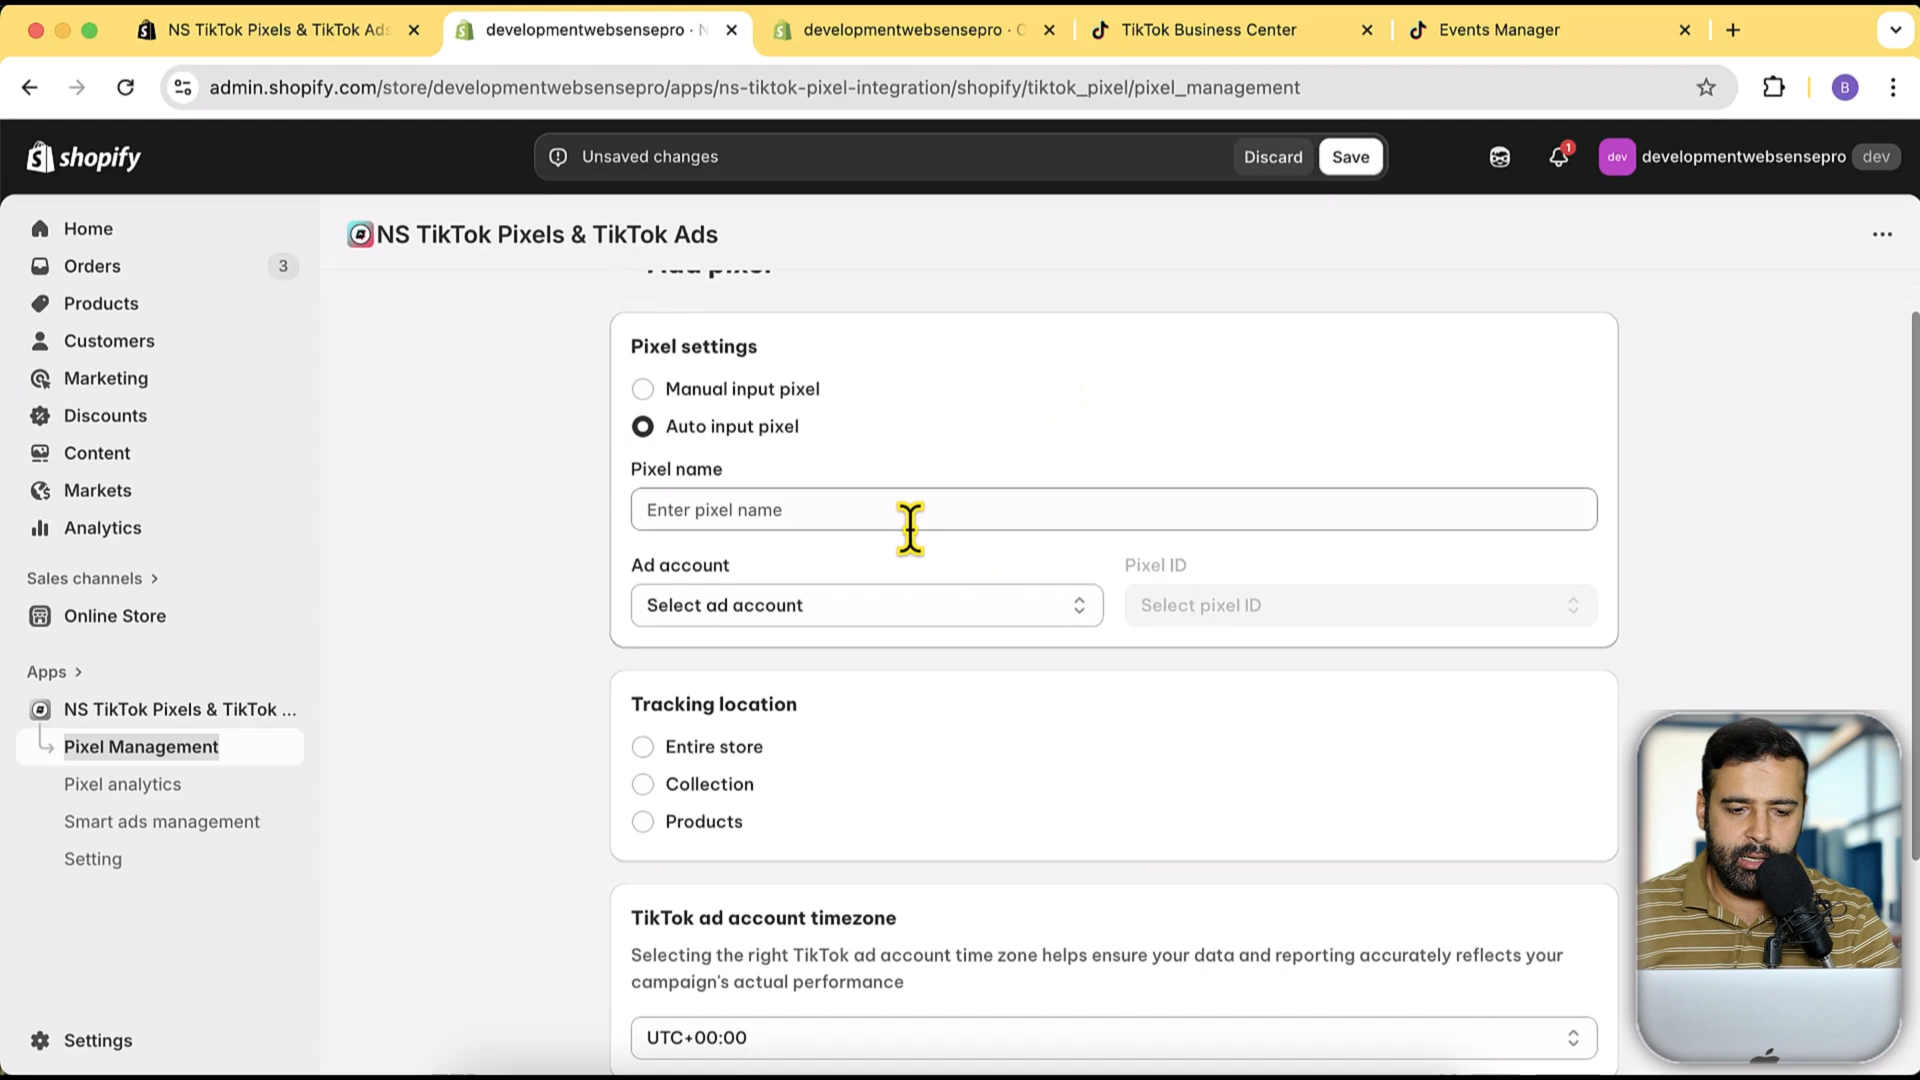 NS TikTok Pixels & TikTok Ads
developmentwebsensepro · N
developmentwebsensepro · C
TikTok Business Center
Events Manager
admin.shopify.com/store/developmentwebsensepro/apps/ns-tiktok-pixel-integration/shopify/tiktok_pixel/pixel_management
B
shopify
Unsaved changes
Discard
Save
1
dev
developmentwebsensepro
dev
Home
Orders
3
Products
Customers
Marketing
Discounts
Content
Markets
Analytics
Sales channels
Online Store
Apps
NS TikTok Pixels & TikTok ...
Pixel Management
Pixel analytics
Smart ads management
Setting
Settings
NS TikTok Pixels & TikTok Ads
Add pixel
Pixel settings
Manual input pixel
Auto input pixel
Pixel name
Enter pixel name
Ad account
Pixel ID
Select ad account
Select pixel ID
Tracking location
Entire store
Collection
Products
TikTok ad account timezone
Selecting the right TikTok ad account time zone helps ensure your data and reporting accurately reflects your
campaign's actual performance
UTC+00:00